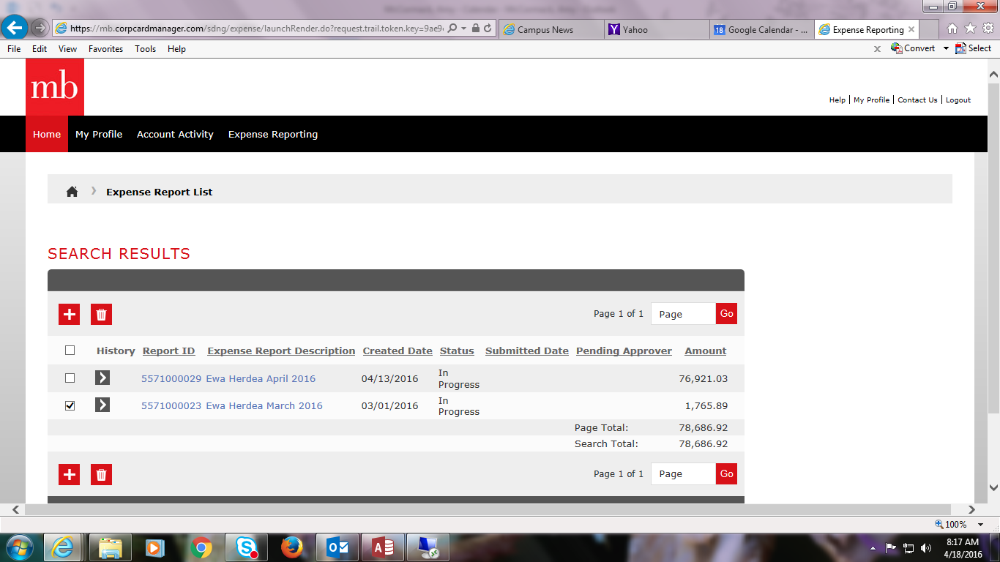 https://mb.corpcardmanager.com/sdng/expense/launchRender.do?request.trail.token.key=9ae9
Campus News
Yahoo
18 Google Calendar - ...
Expense Reporting
File Edit View Favorites Tools Help
x Convert Select
mb
Help | My Profile | Contact Us | Logout
Home My Profile Account Activity Expense Reporting
Expense Report List
SEARCH RESULTS
Page 1 of 1 Page Go
History Report ID Expense Report Description Created Date Status Submitted Date Pending Approver Amount
5571000029 Ewa Herdea April 2016 04/13/2016 In Progress 76,921.03
5571000023 Ewa Herdea March 2016 03/01/2016 In Progress 1,765.89
Page Total: 78,686.92
Search Total: 78,686.92
Page 1 of 1 Page Go
100%
8:17 AM
4/18/2016